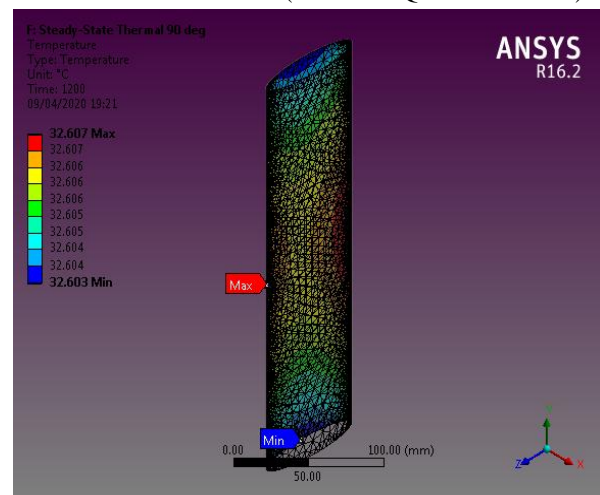 F: Steady-State Thermal 90 deg
Temperature
Type: Temperature
Unit: °C
Time: 1200
09/04/2020 19:21
ANSYS
R16.2
32.607 Max
32.607
32.606
32.606
32.606
32.605
32.605
32.604
32.604
32.603 Min
Max
Min
0.00
100.00 (mm)
50.00
Y
Z
X